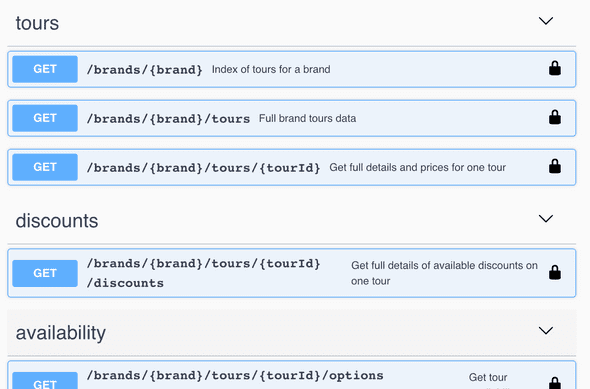 tours
GET /brands/{brand} Index of tours for a brand
GET /brands/{brand}/tours Full brand tours data
GET /brands/{brand}/tours/{tourId} Get full details and prices for one tour
discounts
GET /brands/{brand}/tours/{tourId}
/discounts
Get full details of available discounts on
one tour
availability
GET /brands/{brand}/tours/{tourId}/options Get tour